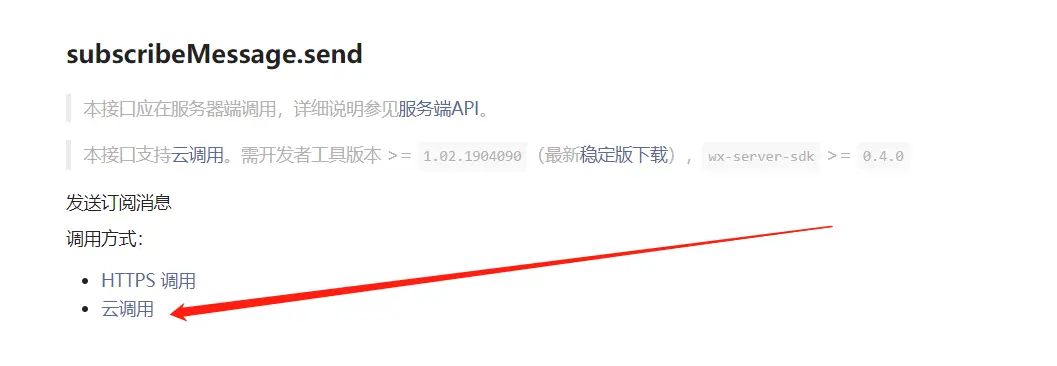 subscribeMessage.send
本接口应在服务器端调用，详细说明参见服务端API。
本接口支持云调用。需开发者工具版本 >= 1.02.1904090（最新稳定版下载），wx-server-sdk >= 0.4.0
发送订阅消息
调用方式：
HTTPS 调用
云调用